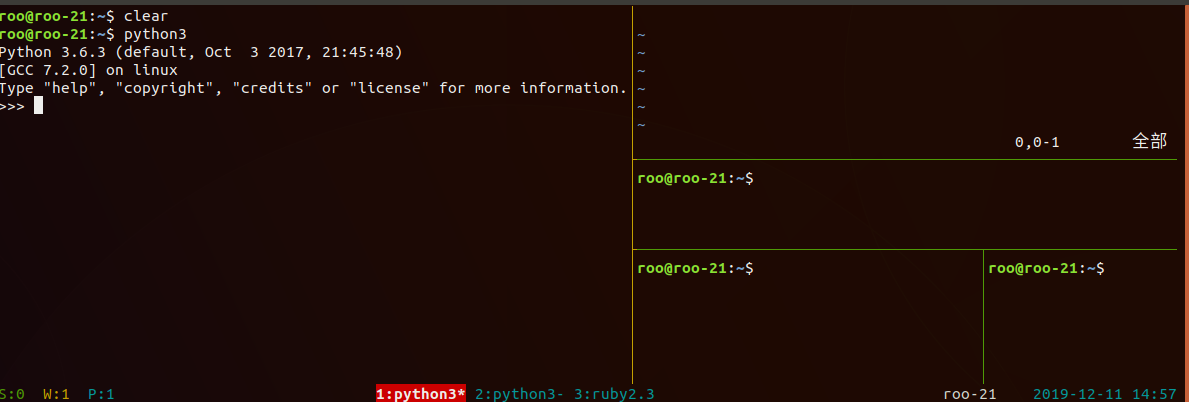 roo@roo-21:~$ clear
roo@roo-21:~$ python3
Python 3.6.3 (default, Oct  3 2017, 21:45:48)
[GCC 7.2.0] on linux
Type "help", "copyright", "credits" or "license" for more information.
>>>
~
~
~
~
~
~
0,0-1 全部
roo@roo-21:~$
roo@roo-21:~$
roo@roo-21:~$
S:0 W:1 P:1 1:python3* 2:python3- 3:ruby2.3 roo-21 2019-12-11 14:57